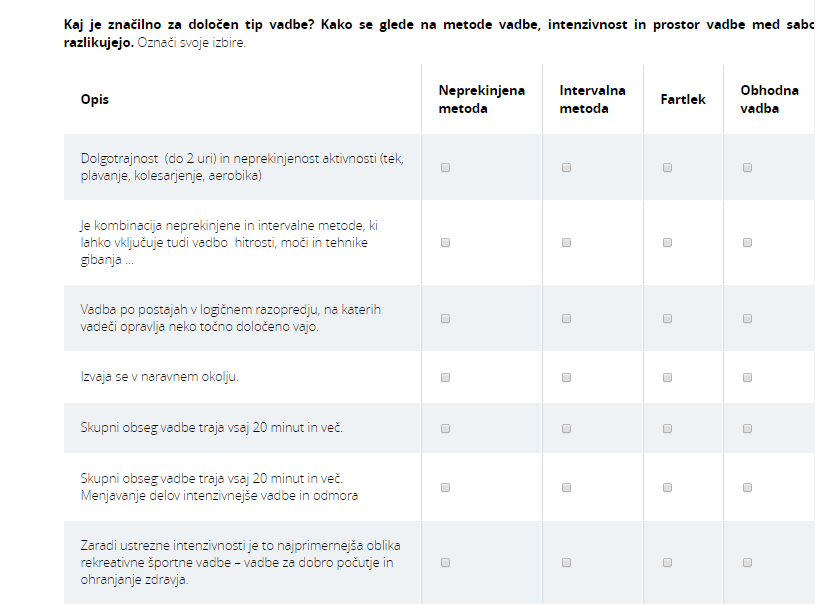 Kaj je značilno za določen tip vadbe? Kako se glede na metode vadbe, intenzivnost in prostor vadbe med sabo
razlikujejo. Označi svoje izbire.
Opis
Neprekinjena
metoda
Intervalna
metoda
Fartlek
Obhodna
vadba
Dolgotrajnost (do 2 uri) in neprekinjenost aktivnosti (tek,
plavanje, kolesarjenje, aerobika)
Je kombinacija neprekinjene in intervalne metode, ki
lahko vključuje tudi vadbo hitrosti, moči in tehnike
gibanja ...
Vadba po postajah v logičnem razopredju, na katerih
vadeči opravlja neko točno določeno vajo.
Izvaja se v naravnem okolju.
Skupni obseg vadbe traja vsaj 20 minut in več.
Skupni obseg vadbe traja vsaj 20 minut in več.
Menjavanje delov intenzivnejše vadbe in odmora
Zaradi ustrezne intenzivnosti je to najprimernejša oblika
rekreativne športne vadbe – vadbe za dobro počutje in
ohranjanje zdravja.